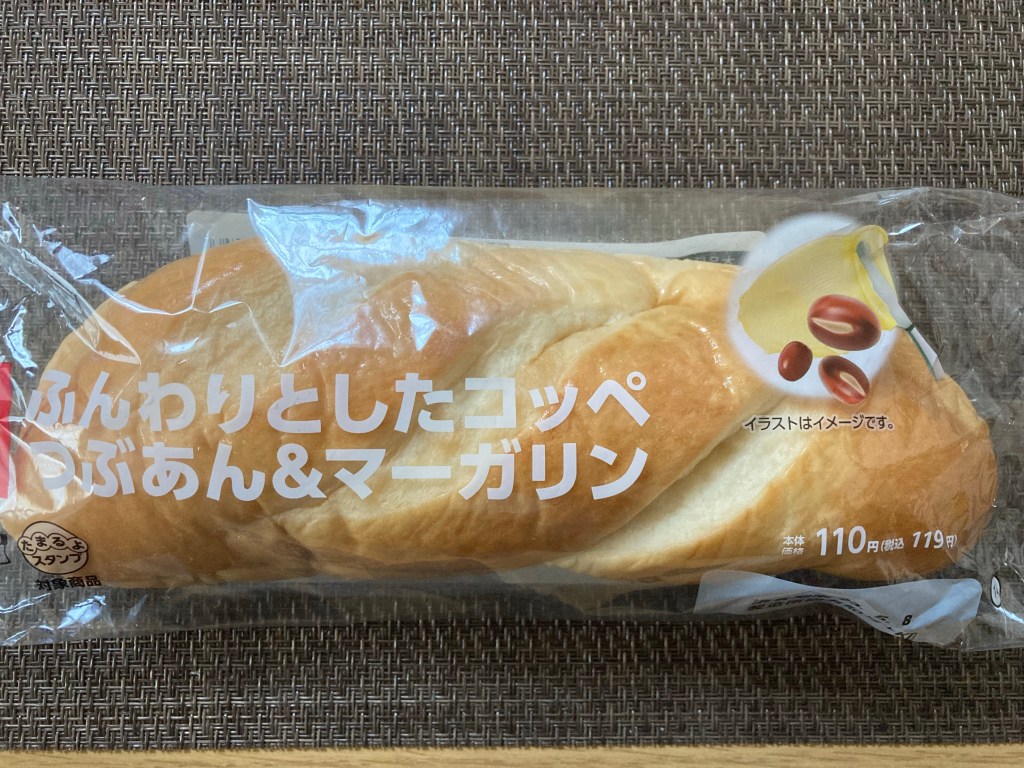 ふんわりとしたコッペ
つぶあん&マーガリン
イラストはイメージです。
本体価格 110円(税込 119円)
たまるよ
スタンプ
対象商品